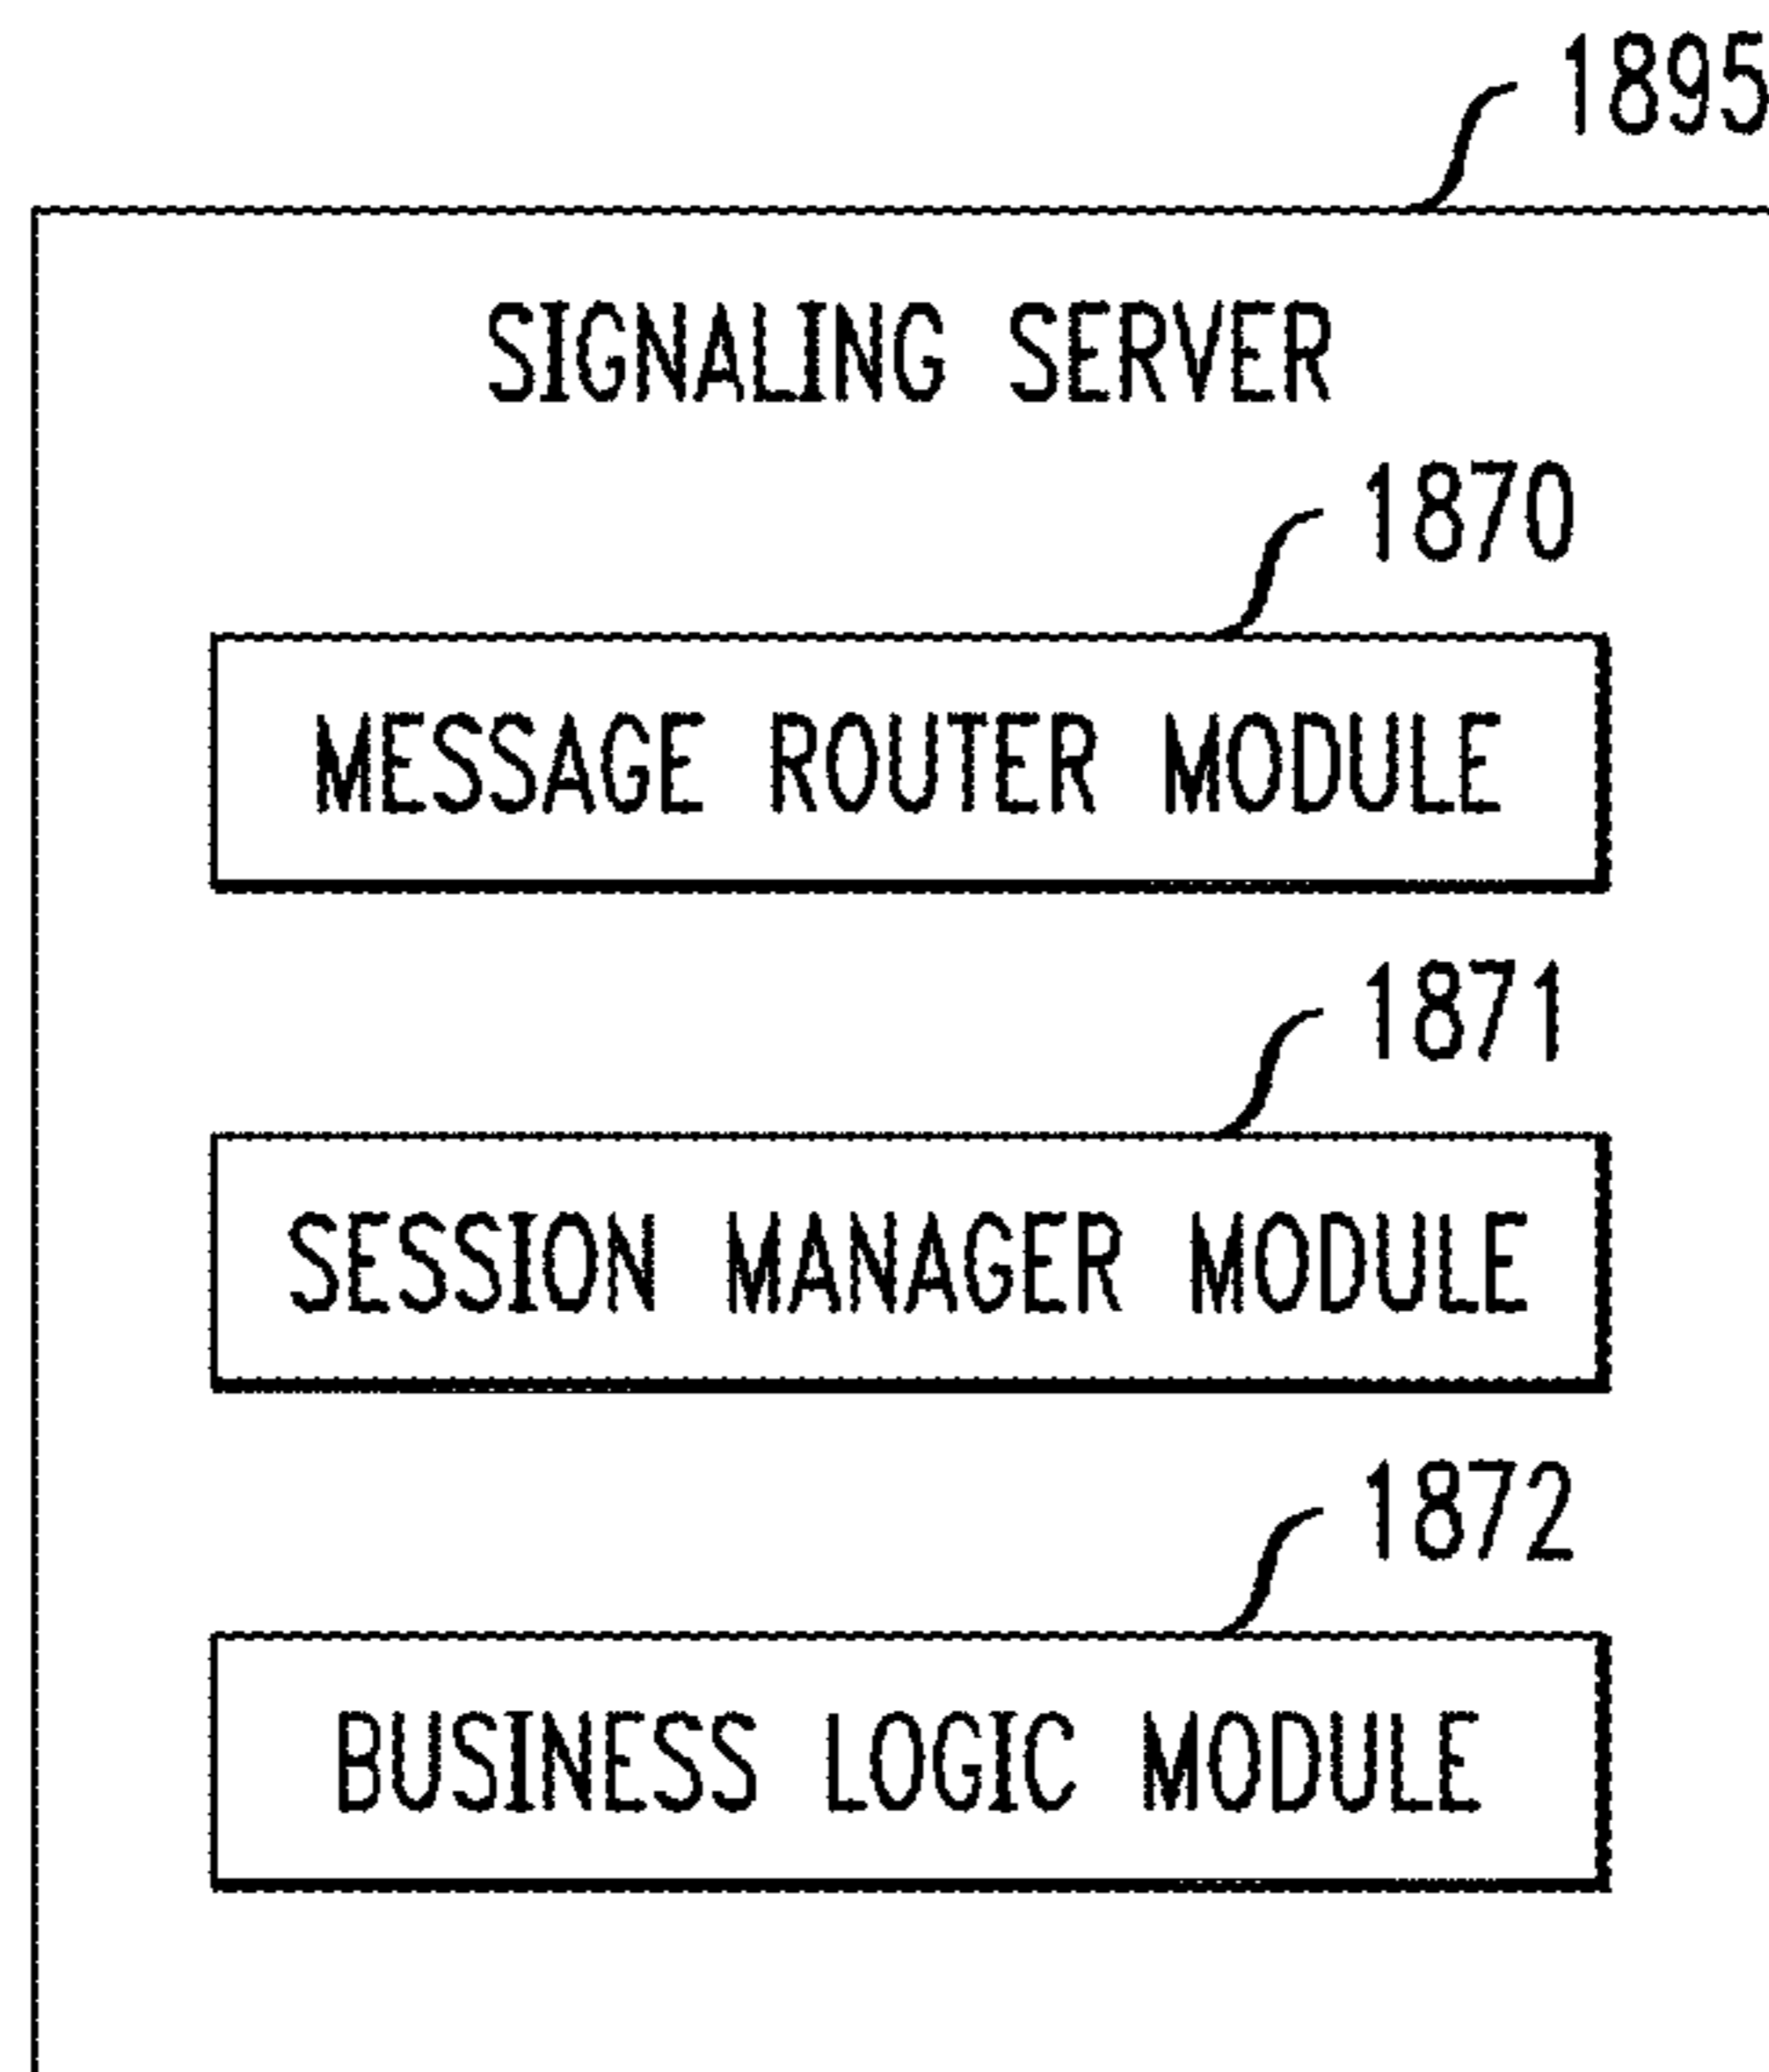 1895
SIGNALING SERVER
1870
MESSAGE ROUTER MODULE
1871
SESSION MANAGER MODULE
1872
BUSINESS LOGIC MODULE